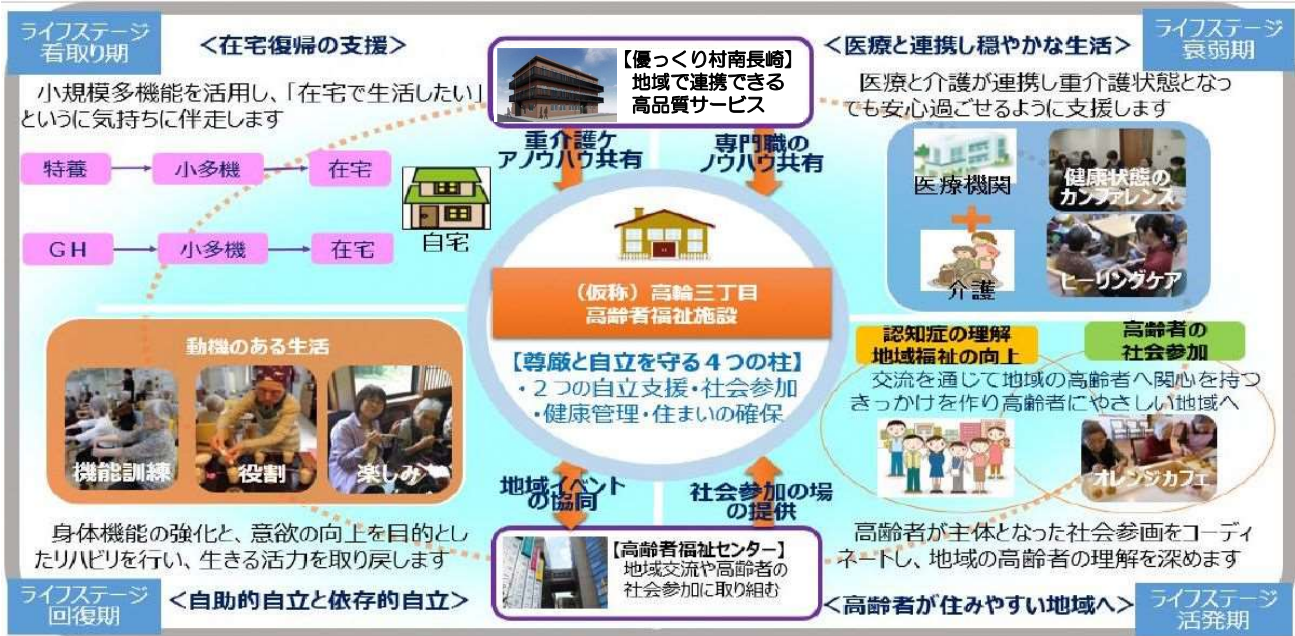 ライフステージ
看取り期
<在宅復帰の支援>
小規模多機能を活用し、「在宅で生活したい」
というに気持ちに伴走します
特養
小多機
在宅
GH
小多機
在宅
自宅
【優っくり村南長崎】
地域で連携できる
高品質サービス
重介護ケ
アノウハウ共有
専門職の
ノウハウ共有
<医療と連携し穏やかな生活>
ライフステージ
衰弱期
医療と介護が連携し重介護状態となっ
ても安心過ごせるように支援します
医療機関
介護
健康状態の
カンファレンス
ヒーリングケア
(仮称)高輪三丁目
高齢者福祉施設
【尊厳と自立を守る4つの柱】
・2つの自立支援・社会参加
・健康管理・住まいの確保
動機のある生活
機能訓練
役割
楽しみ
身体機能の強化と、意欲の向上を目的とし
たリハビリを行い、生きる活力を取り戻します
ライフステージ
回復期
<自助的自立と依存的自立>
地域イベント
の協同
社会参加の場
の提供
【高齢者福祉センター】
地域交流や高齢者の
社会参加に取り組む
認知症の理解
地域福祉の向上
高齢者の
社会参加
交流を通じて地域の高齢者へ関心を持つ
きっかけを作り高齢者にやさしい地域へ
オレンジカフェ
高齢者が主体となった社会参画をコーディ
ネートし、地域の高齢者の理解を深めます
<高齢者が住みやすい地域へ>
ライフステージ
活発期